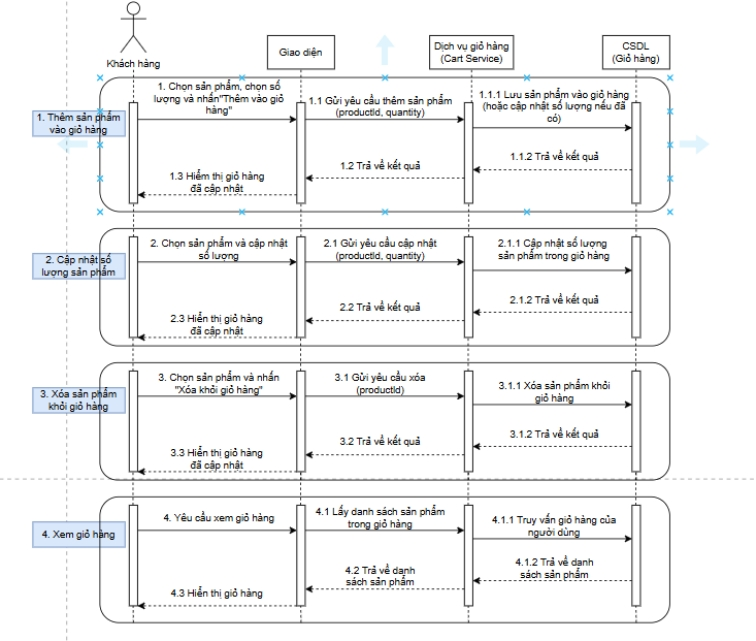 Khách hàng
Giao diện
Dịch vụ giỏ hàng
(Cart Service)
CSDL
(Giỏ hàng)
1. Thêm sản phẩm
vào giỏ hàng
1. Chọn sản phẩm, chọn số
lượng và nhấn"Thêm vào giỏ
hàng"
1.1 Gửi yêu cầu thêm sản phẩm
(productId, quantity)
1.1.1 Lưu sản phẩm vào giỏ hàng
(hoặc cập nhật số lượng nếu đã
có)
1.1.2 Trả về kết quả
1.2 Trả về kết quả
1.3 Hiển thị giỏ hàng
đã cập nhật
2. Cập nhật số
lượng sản phẩm
2. Chọn sản phẩm và cập nhật
số lượng
2.1 Gửi yêu cầu cập nhật
(productId, quantity)
2.1.1 Cập nhật số lượng
sản phẩm trong giỏ hàng
2.1.2 Trả về kết quả
2.2 Trả về kết quả
2.3 Hiển thị giỏ hàng
đã cập nhật
3. Xóa sản phẩm
khỏi giỏ hàng
3. Chọn sản phẩm và nhấn
"Xóa khỏi giỏ hàng"
3.1 Gửi yêu cầu xóa
(productId)
3.1.1 Xóa sản phẩm khỏi
giỏ hàng
3.1.2 Trả về kết quả
3.2 Trả về kết quả
3.3 Hiển thị giỏ hàng
đã cập nhật
4. Xem giỏ hàng
4. Yêu cầu xem giỏ hàng
4.1 Lấy danh sách sản phẩm
trong giỏ hàng
4.1.1 Truy vấn giỏ hàng của
người dùng
4.1.2 Trả về danh
sách sản phẩm
4.2 Trả về danh
sách sản phẩm
4.3 Hiển thị giỏ hàng